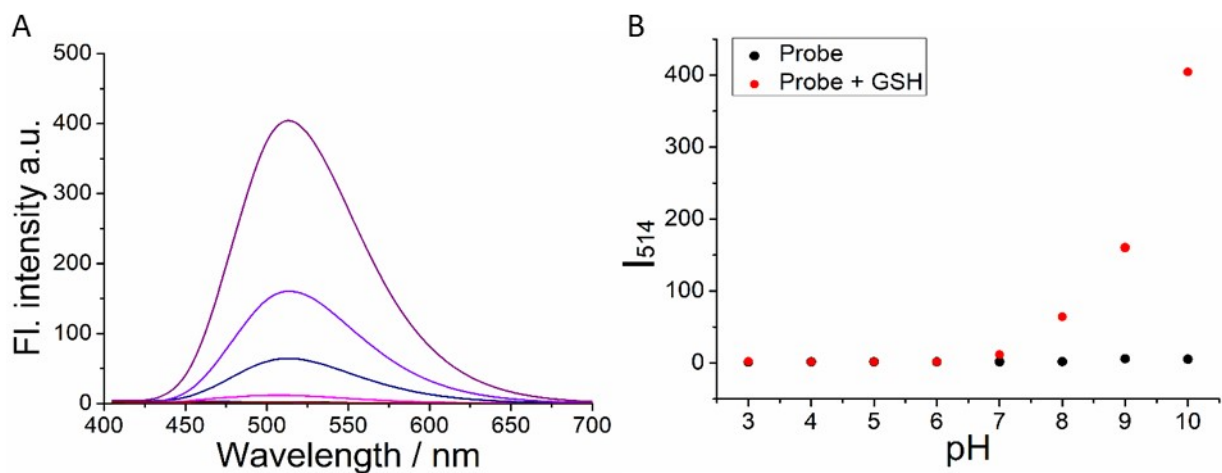 A
500
400
300
200
100
0
Fl. intensity a.u.
400 450 500 550 600 650 700
Wavelength / nm
B
Probe
Probe + GSH
400
300
200
100
0
I514
3 4 5 6 7 8 9 10
pH